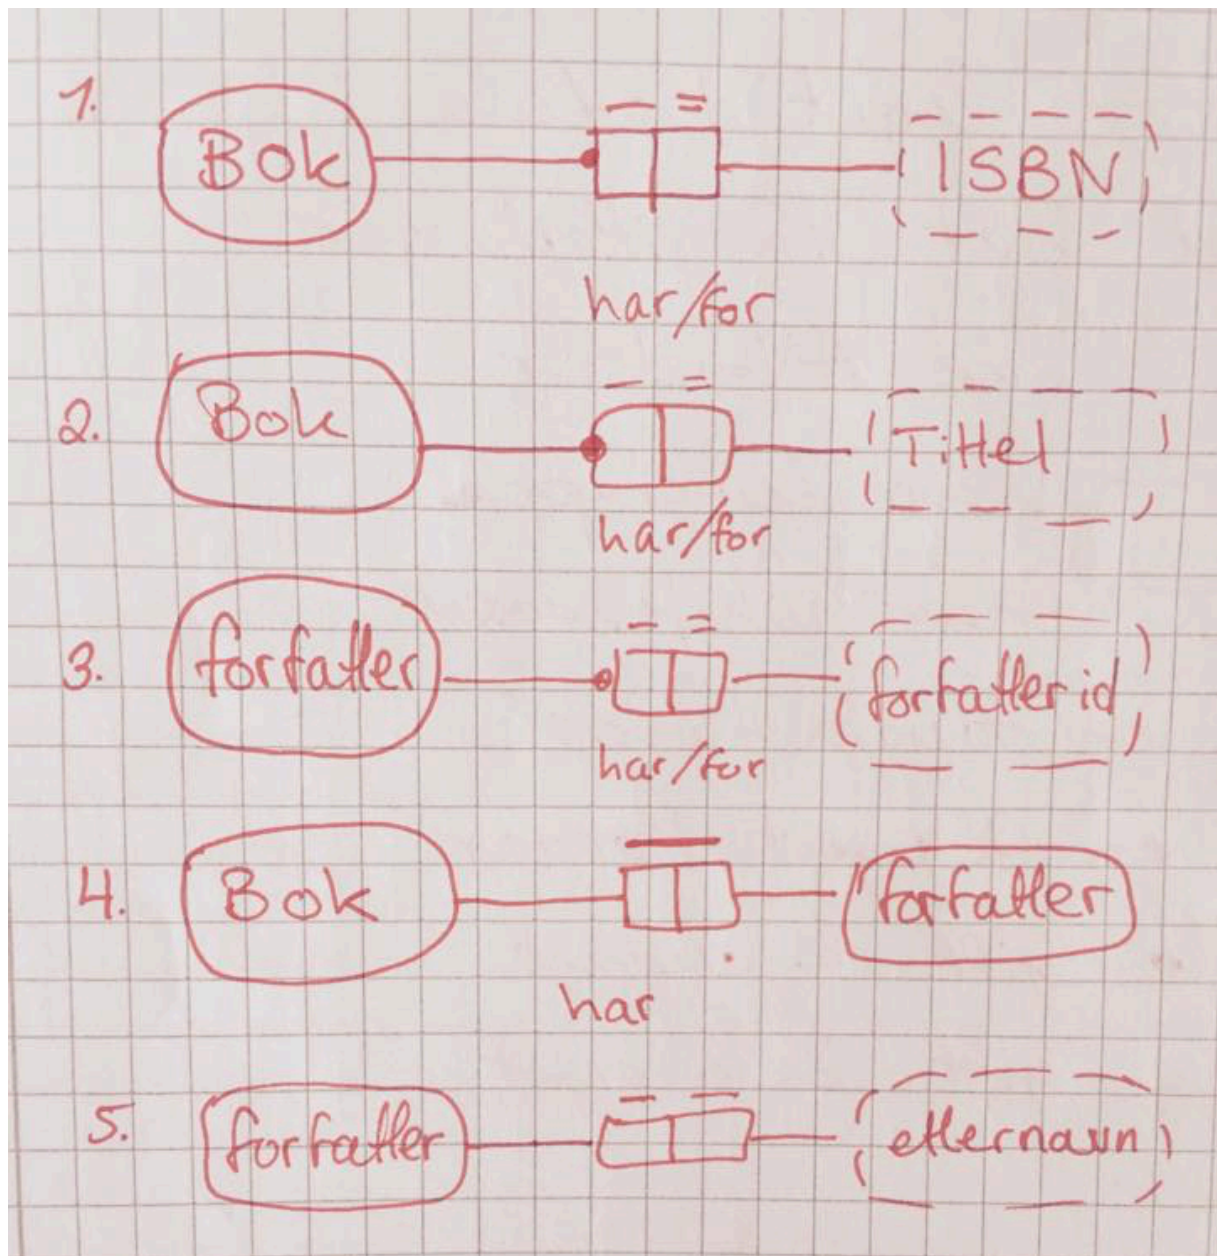 1. Bok ISBN
har/for
2. Bok Tittel
har/for
3. forfatter forfatter id
har/for
4. Bok forfatter
har
5. forfatter etternavn